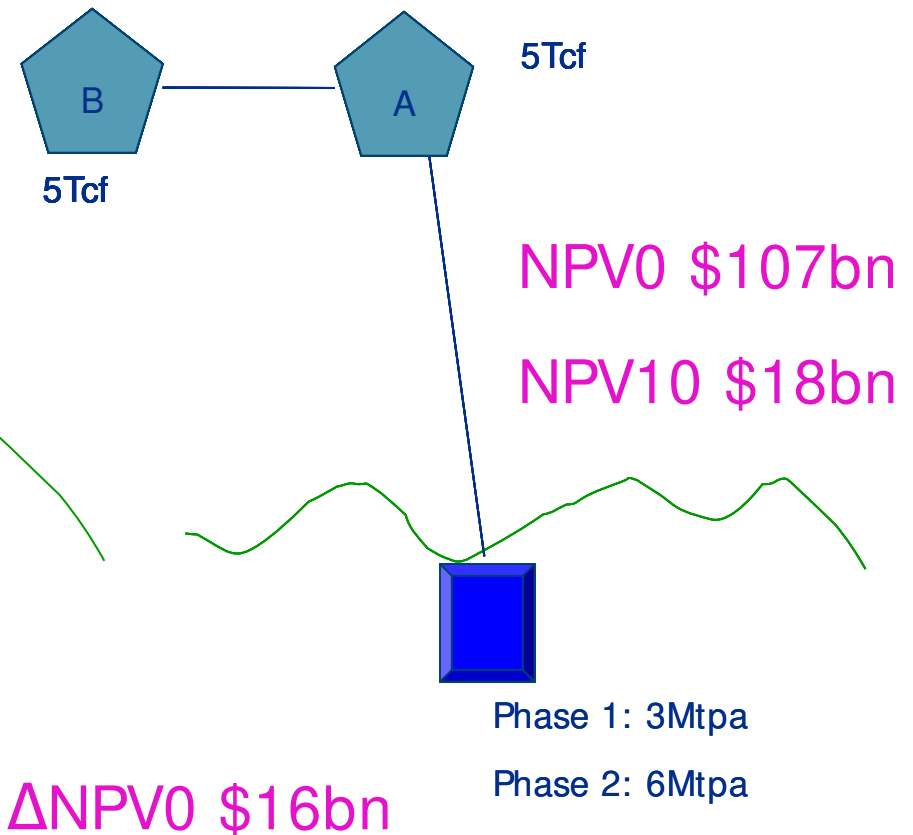 B
A
5Tcf
5Tcf
NPV0 $107bn
NPV10 $18bn
Phase 1: 3Mtpa
Phase 2: 6Mtpa
ΔNPV0 $16bn